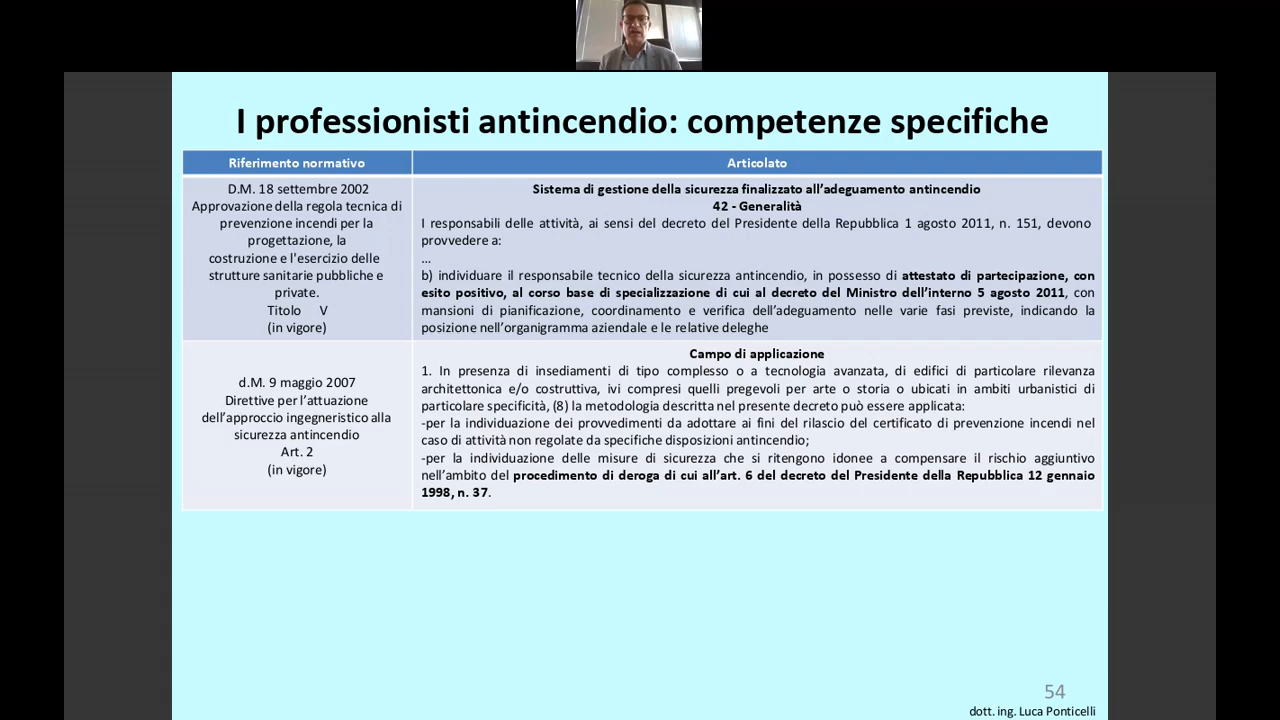 I professionisti antincendio: competenze specifiche
Riferimento normativo
Articolato
D.M. 18 settembre 2002
Approvazione della regola tecnica di
prevenzione incendi per la
progettazione, la
costruzione e l'esercizio delle
strutture sanitarie pubbliche e
private.
Titolo V
(in vigore)
Sistema di gestione della sicurezza finalizzato all’adeguamento antincendio
42 - Generalità
I responsabili delle attività, ai sensi del decreto del Presidente della Repubblica 1 agosto 2011, n. 151, devono
provvedere a:
…
b) individuare il responsabile tecnico della sicurezza antincendio, in possesso di attestato di partecipazione, con
esito positivo, al corso base di specializzazione di cui al decreto del Ministro dell’interno 5 agosto 2011, con
mansioni di pianificazione, coordinamento e verifica dell’adeguamento nelle varie fasi previste, indicando la
posizione nell’organigramma aziendale e le relative deleghe
d.M. 9 maggio 2007
Direttive per l’attuazione
dell’approccio ingegneristico alla
sicurezza antincendio
Art. 2
(in vigore)
Campo di applicazione
1. In presenza di insediamenti di tipo complesso o a tecnologia avanzata, di edifici di particolare rilevanza
architettonica e/o costruttiva, ivi compresi quelli pregevoli per arte o storia o ubicati in ambiti urbanistici di
particolare specificità, (8) la metodologia descritta nel presente decreto può essere applicata:
-per la individuazione dei provvedimenti da adottare ai fini del rilascio del certificato di prevenzione incendi nel
caso di attività non regolate da specifiche disposizioni antincendio;
-per la individuazione delle misure di sicurezza che si ritengono idonee a compensare il rischio aggiuntivo
nell’ambito del procedimento di deroga di cui all’art. 6 del decreto del Presidente della Repubblica 12 gennaio
1998, n. 37.
54
dott. ing. Luca Ponticelli